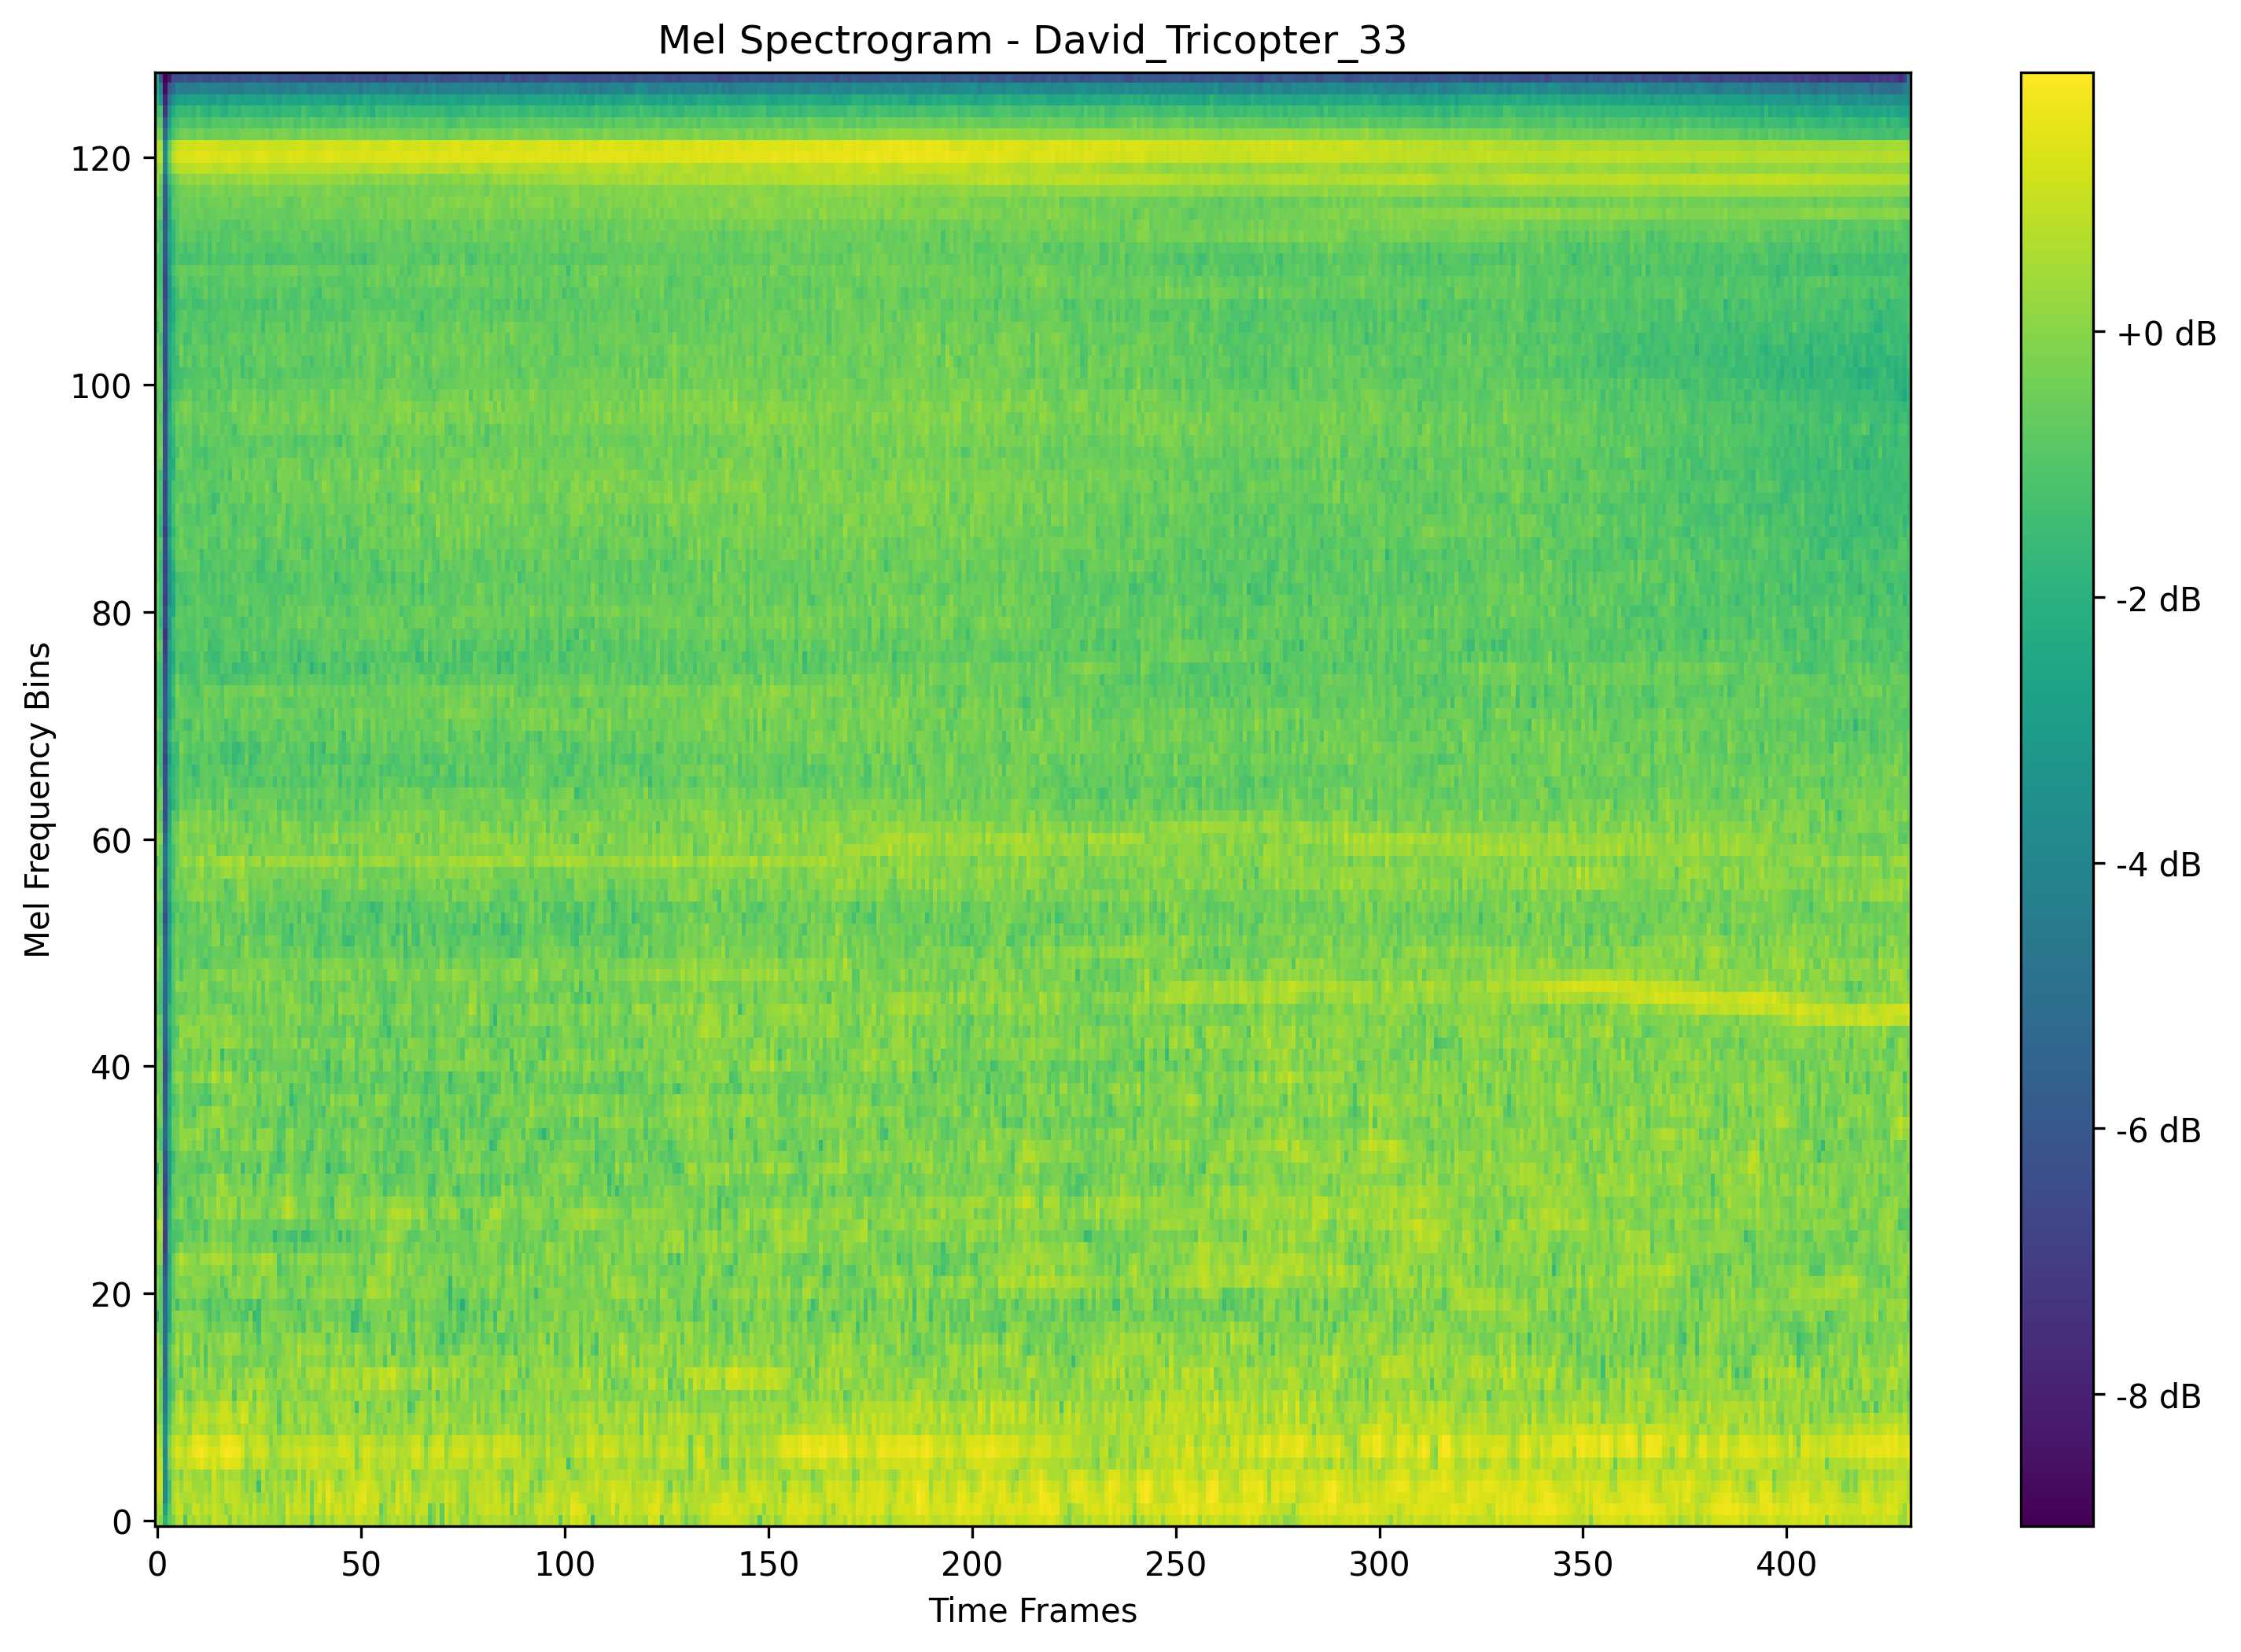 Mel Spectrogram - David_Tricopter_33
Mel Frequency Bins
120
100
80
60
40
20
0
0 50 100 150 200 250 300 350 400
Time Frames
+0 dB
-2 dB
-4 dB
-6 dB
-8 dB